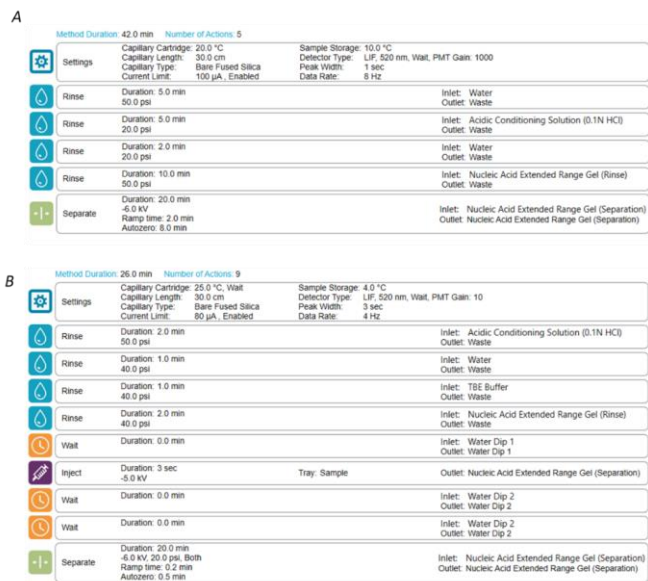 A
Method Duration: 42.0 min Number of Actions: 5
Settings
Capillary Cartridge: 20.0 °C
Capillary Length: 30.0 cm
Capillary Type: Bare Fused Silica
Current Limit: 100 µA , Enabled
Sample Storage: 10.0 °C
Detector Type: LIF, 520 nm, Wait, PMT Gain: 1000
Peak Width: 1 sec
Data Rate: 8 Hz
Rinse
Duration: 5.0 min
50.0 psi
Inlet: Water
Outlet: Waste
Rinse
Duration: 5.0 min
20.0 psi
Inlet: Acidic Conditioning Solution (0.1N HCl)
Outlet: Waste
Rinse
Duration: 2.0 min
20.0 psi
Inlet: Water
Outlet: Waste
Rinse
Duration: 10.0 min
50.0 psi
Inlet: Nucleic Acid Extended Range Gel (Rinse)
Outlet: Waste
Separate
Duration: 20.0 min
-6.0 kV
Ramp time: 2.0 min
Autozero: 8.0 min
Inlet: Nucleic Acid Extended Range Gel (Separation)
Outlet: Nucleic Acid Extended Range Gel (Separation)
B
Method Duration: 26.0 min Number of Actions: 9
Settings
Capillary Cartridge: 25.0 °C, Wait
Capillary Length: 30.0 cm
Capillary Type: Bare Fused Silica
Current Limit: 80 µA , Enabled
Sample Storage: 4.0 °C
Detector Type: LIF, 520 nm, Wait, PMT Gain: 10
Peak Width: 3 sec
Data Rate: 4 Hz
Rinse
Duration: 2.0 min
50.0 psi
Inlet: Acidic Conditioning Solution (0.1N HCl)
Outlet: Waste
Rinse
Duration: 1.0 min
40.0 psi
Inlet: Water
Outlet: Waste
Rinse
Duration: 1.0 min
40.0 psi
Inlet: TBE Buffer
Outlet: Waste
Rinse
Duration: 2.0 min
40.0 psi
Inlet: Nucleic Acid Extended Range Gel (Rinse)
Outlet: Waste
Wait
Duration: 0.0 min
Inlet: Water Dip 1
Outlet: Water Dip 1
Inject
Duration: 3 sec
-5.0 kV
Tray: Sample
Outlet: Nucleic Acid Extended Range Gel (Separation)
Wait
Duration: 0.0 min
Inlet: Water Dip 2
Outlet: Water Dip 2
Wait
Duration: 0.0 min
Inlet: Water Dip 2
Outlet: Water Dip 2
Separate
Duration: 20.0 min
-6.0 kV, 20.0 psi, Both
Ramp time: 0.2 min
Autozero: 0.5 min
Inlet: Nucleic Acid Extended Range Gel (Separation)
Outlet: Nucleic Acid Extended Range Gel (Separation)